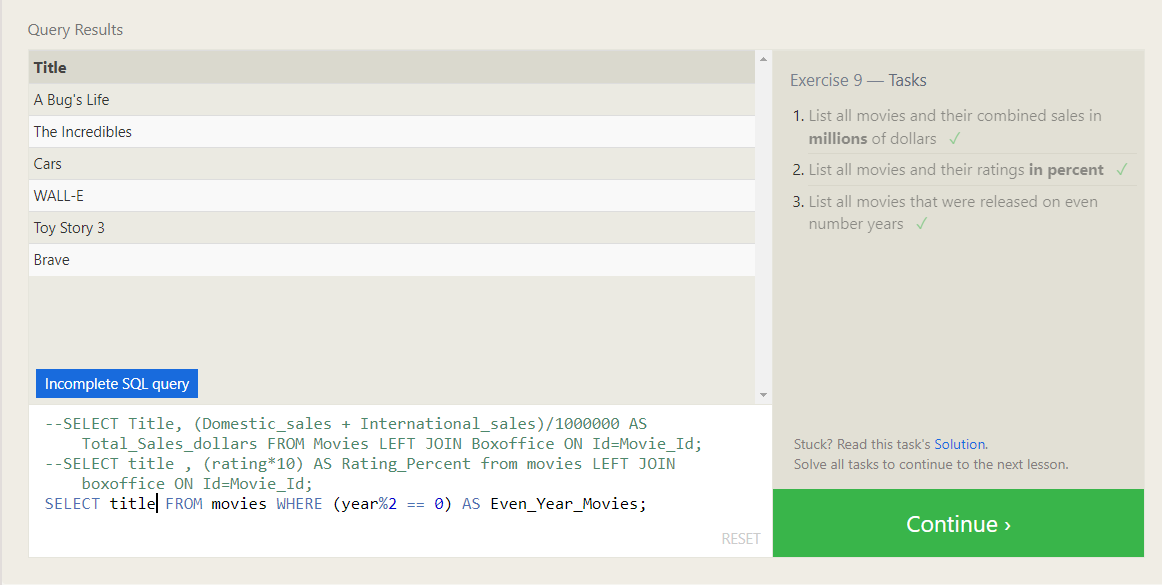 Query Results
Title
A Bug's Life
The Incredibles
Cars
WALL-E
Toy Story 3
Brave
Incomplete SQL query
--SELECT Title, (Domestic_sales + International_sales)/1000000 AS
Total_Sales_dollars FROM Movies LEFT JOIN Boxoffice ON Id=Movie_Id;
--SELECT title , (rating*10) AS Rating_Percent from movies LEFT JOIN
boxoffice ON Id=Movie_Id;
SELECT title FROM movies WHERE (year%2 == 0) AS Even_Year_Movies;
RESET
Exercise 9 — Tasks
1. List all movies and their combined sales in
millions of dollars ✓
2. List all movies and their ratings in percent ✓
3. List all movies that were released on even
number years ✓
Stuck? Read this task's Solution.
Solve all tasks to continue to the next lesson.
Continue ›